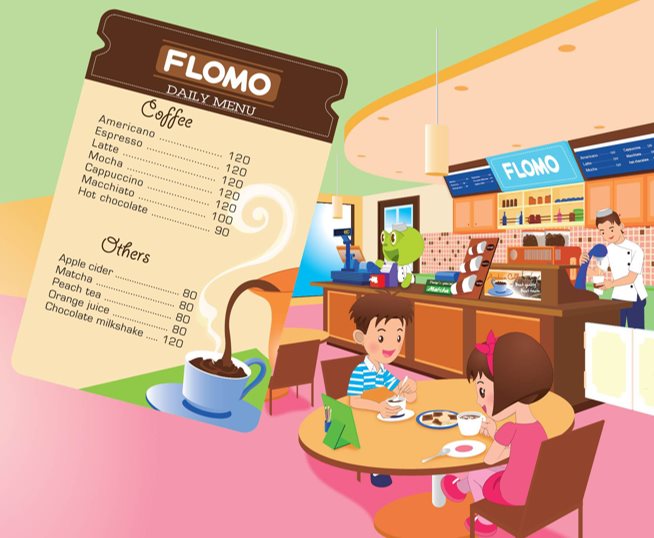 FLOMO
DAILY MENU
Coffee
Americano ........................ 120
Espresso ........................ 120
Latte ........................ 120
Mocha ........................ 120
Cappuccino ........................ 120
Macchiato ........................ 100
Hot chocolate ................... 90
Others
Apple cider ........................ 80
Matcha ........................ 80
Peach tea ........................ 80
Orange juice ................... 80
Chocolate milkshake .... 120
FLOMO
Matcha